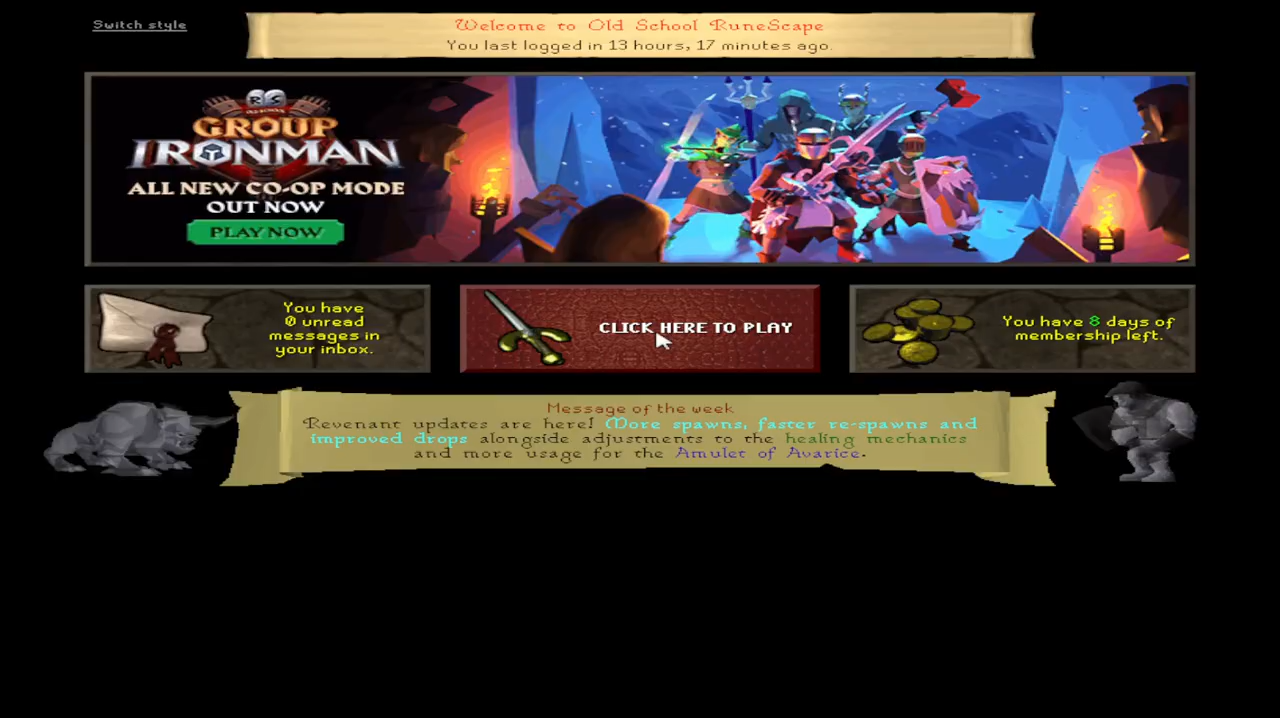 Switch style
Welcome to Old School RuneScape
You last logged in 13 hours, 17 minutes ago.
RS
OLD SCHOOL
GROUP
IRONMAN
ALL NEW CO-OP MODE
OUT NOW
PLAY NOW
You have
0 unread
messages in
your inbox.
CLICK HERE TO PLAY
You have 8 days of
membership left.
Message of the week
Revenant updates are here! More spawns, faster re-spawns and
improved drops alongside adjustments to the healing mechanics
and more usage for the Amulet of Avarice.